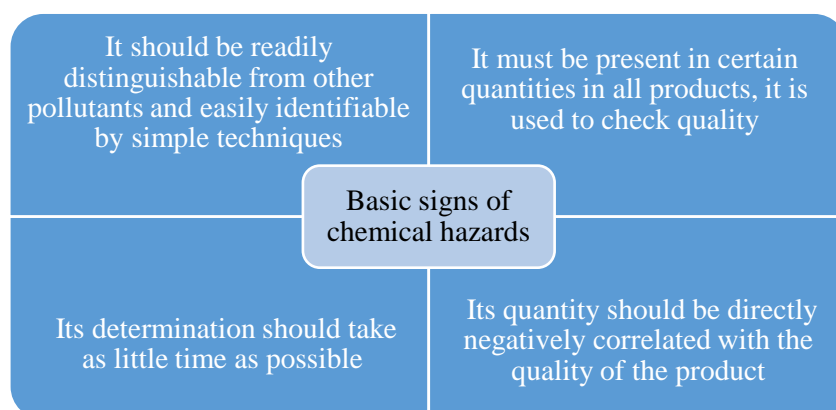 It should be readily
distinguishable from other
pollutants and easily identifiable
by simple techniques
It must be present in certain
quantities in all products, it is
used to check quality
Basic signs of
chemical hazards
Its determination should take
as little time as possible
Its quantity should be directly
negatively correlated with the
quality of the product